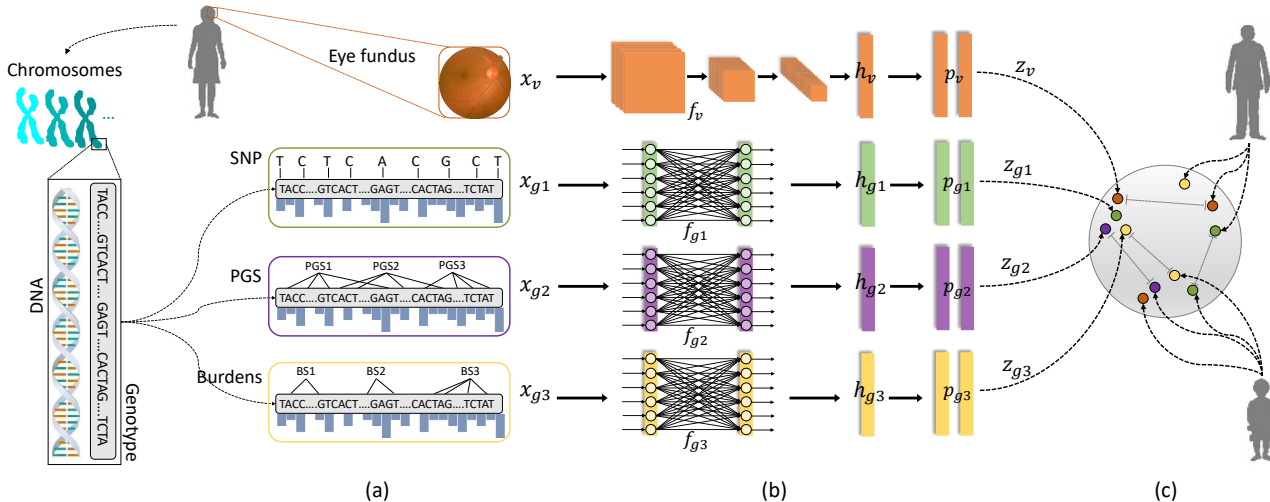 Chromosomes
...
Eye fundus
x_v
f_v
h_v
p_v
z_v
SNP
T C T C A C G C T
TACC....GTCACT....GAGT....CACTAG....TCTAT
x_g1
f_g1
h_g1
p_g1
z_g1
PGS
PGS1 PGS2 PGS3
TACC....GTCACT....GAGT....CACTAG....TCTAT
x_g2
f_g2
h_g2
p_g2
z_g2
Burdens
BS1 BS2 BS3
TACC....GTCACT....GAGT....CACTAG....TCTAT
x_g3
f_g3
h_g3
p_g3
z_g3
DNA
TACC....GTCACT.... GAGT....CACTAG....TCTA
Genotype
(a) (b) (c)